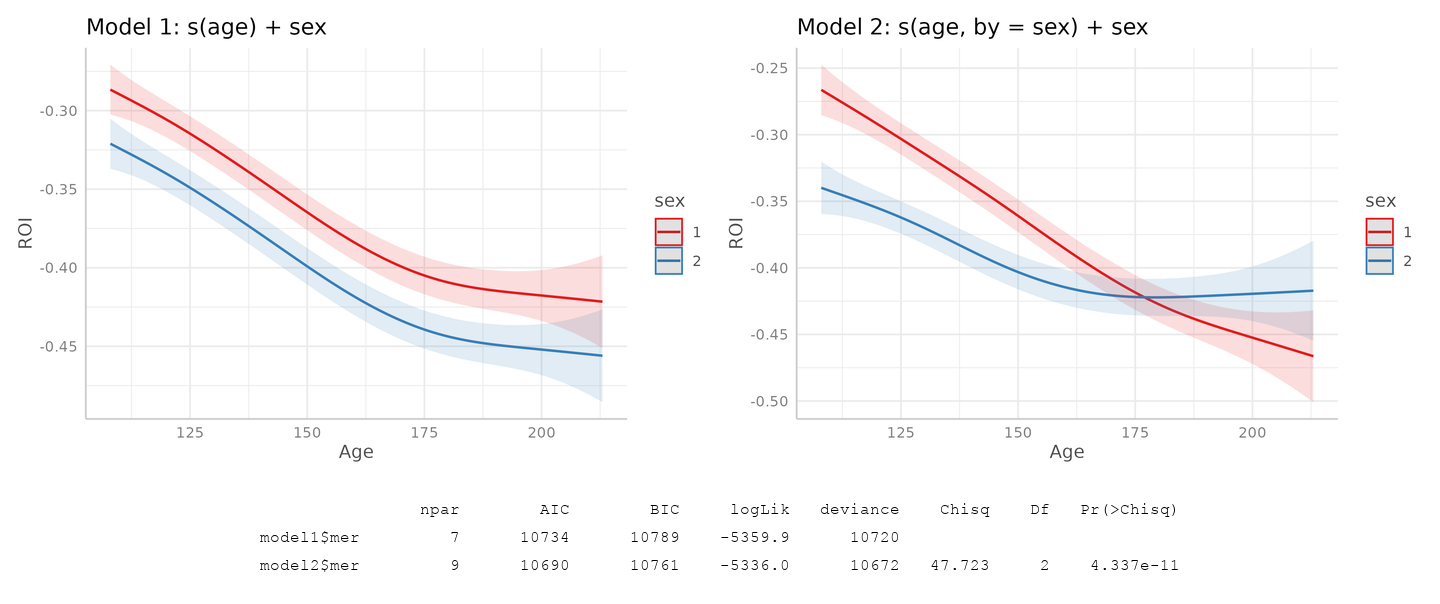 Model 1: s(age) + sex
-0.30
-0.35
-0.40
-0.45
ROI
125 150 175 200
Age
sex
1
2
Model 2: s(age, by = sex) + sex
-0.25
-0.30
-0.35
-0.40
-0.45
-0.50
ROI
125 150 175 200
Age
sex
1
2
npar AIC BIC logLik deviance Chisq Df Pr(>Chisq)
model1$mer 7 10734 10789 -5359.9 10720
model2$mer 9 10690 10761 -5336.0 10672 47.723 2 4.337e-11